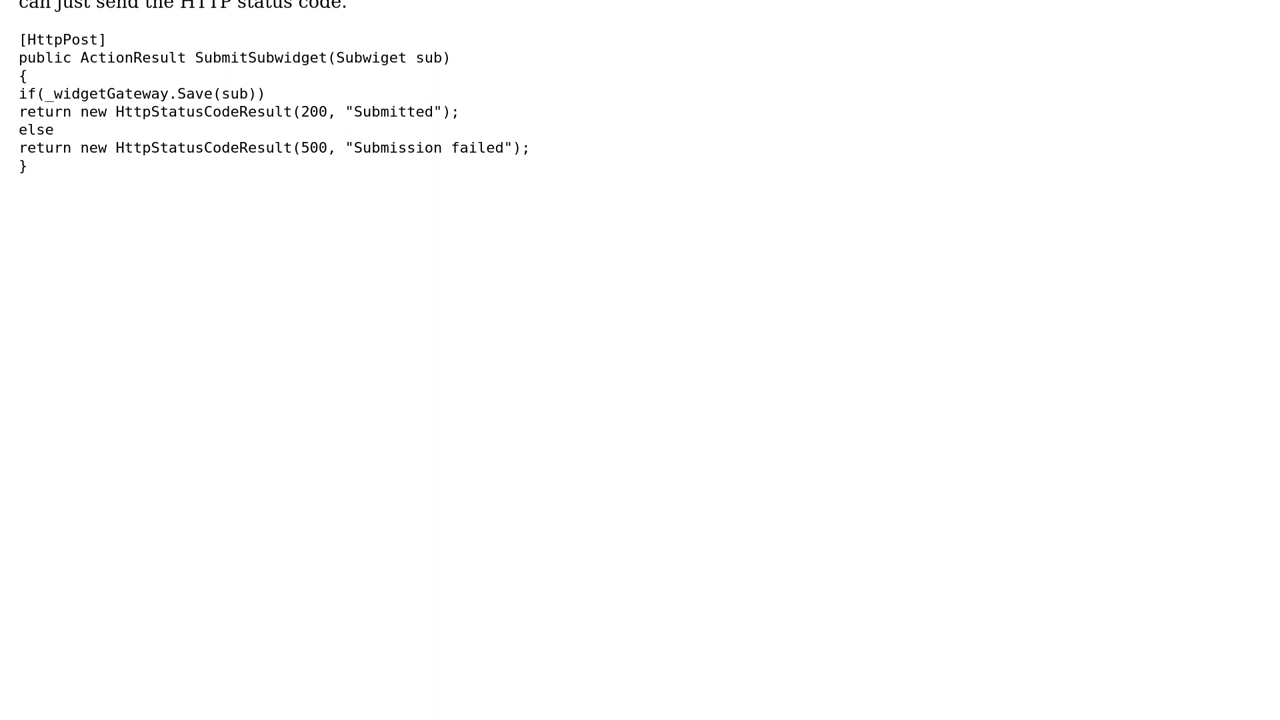 can just send the HTTP status code.
[HttpPost]
public ActionResult SubmitSubwidget(Subwiget sub)
{
if(_widgetGateway.Save(sub))
return new HttpStatusCodeResult(200, "Submitted");
else
return new HttpStatusCodeResult(500, "Submission failed");
}